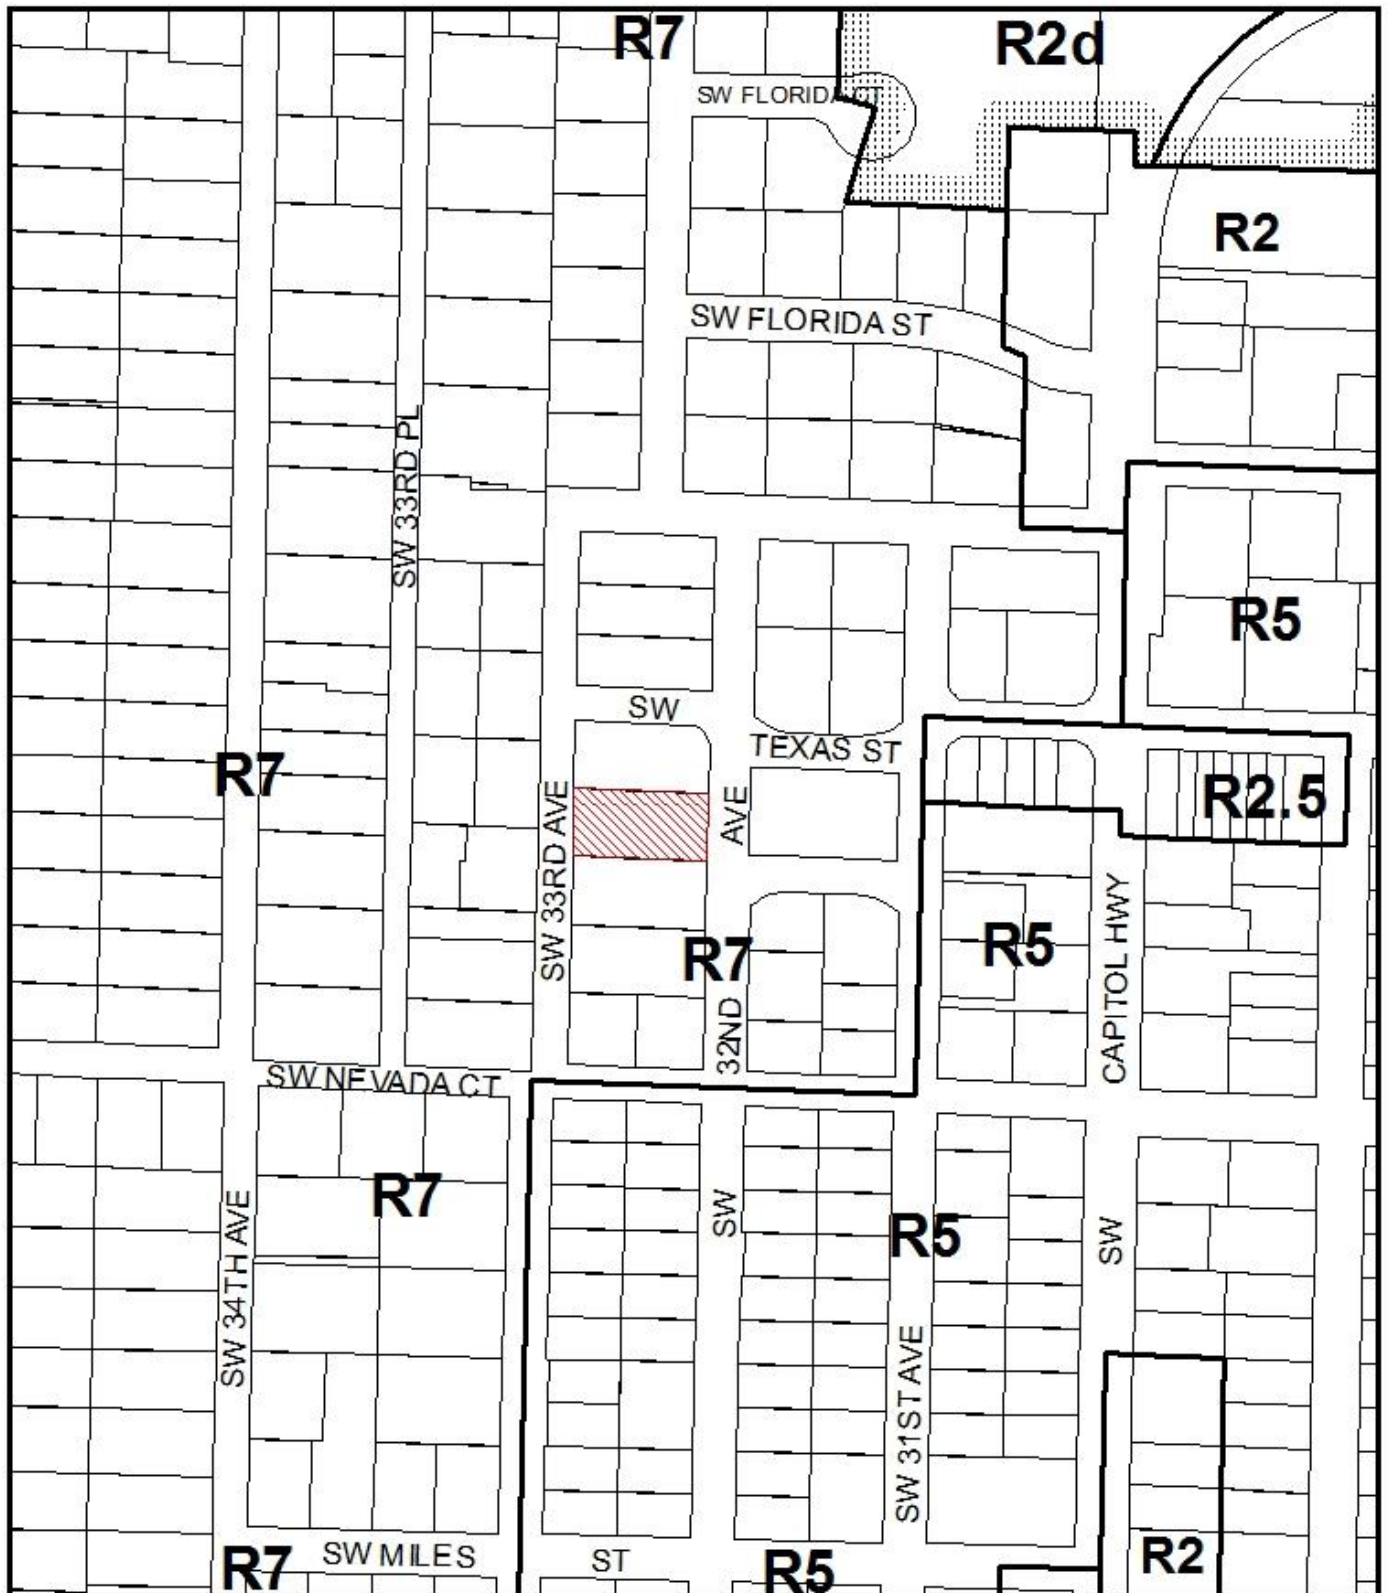 R7
R2d
SW FLORIDA CT
R2
SW FLORIDA ST
SW 33RD PL
R5
SW
TEXAS ST
R7
R2.5
SW 33RD AVE
AVE
R5
CAPITOL HWY
R7
32ND
SW NEVADA CT
R7
SW
R5
SW
SW 34TH AVE
SW 31ST AVE
R7
SW MILES
ST
R5
R2